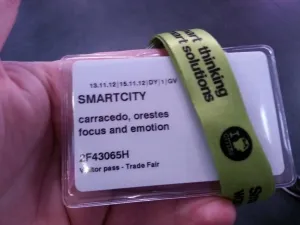 13.11.12|15.11.12|DY|1|GV
SMARTCITY
carracedo, orestes
focus and emotion
2F43065H
visitor pass - Trade Fair
thinking
solutions